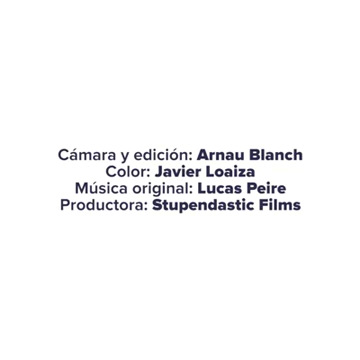 Cámara y edición: Arnau Blanch
Color: Javier Loaiza
Música original: Lucas Peire
Productora: Stupendastic Films